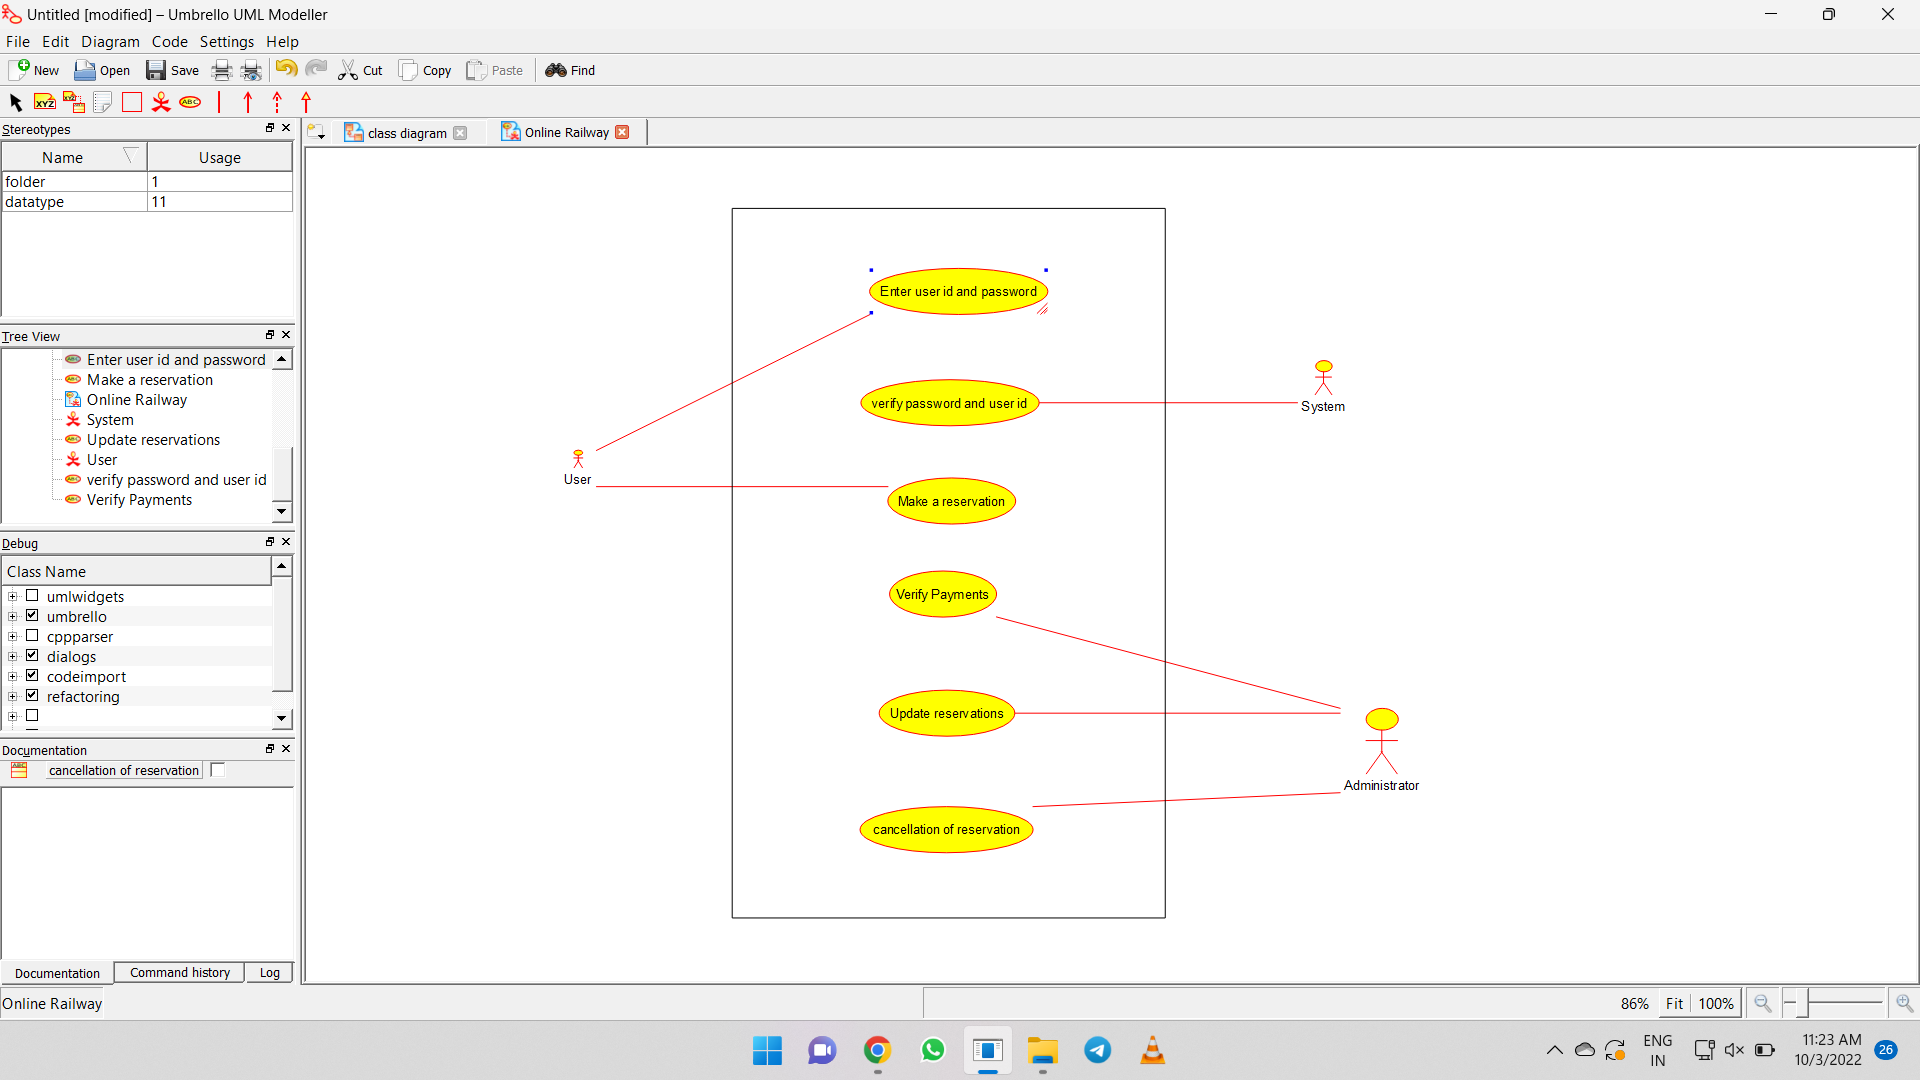 Untitled [modified] – Umbrello UML Modeller
File Edit Diagram Code Settings Help
New Open Save Cut Copy Paste Find
XYZ XYZ ABC
Stereotypes
class diagram Online Railway
Name Usage
folder 1
datatype 11
Tree View
Enter user id and password
Make a reservation
Online Railway
System
Update reservations
User
verify password and user id
Verify Payments
Debug
Class Name
umlwidgets
umbrello
cppparser
dialogs
codeimport
refactoring
Documentation
cancellation of reservation
Documentation Command history Log
Enter user id and password
verify password and user id
System
User
Make a reservation
Verify Payments
Update reservations
Administrator
cancellation of reservation
Online Railway
86% Fit 100%
ENG
IN
11:23 AM
10/3/2022
26